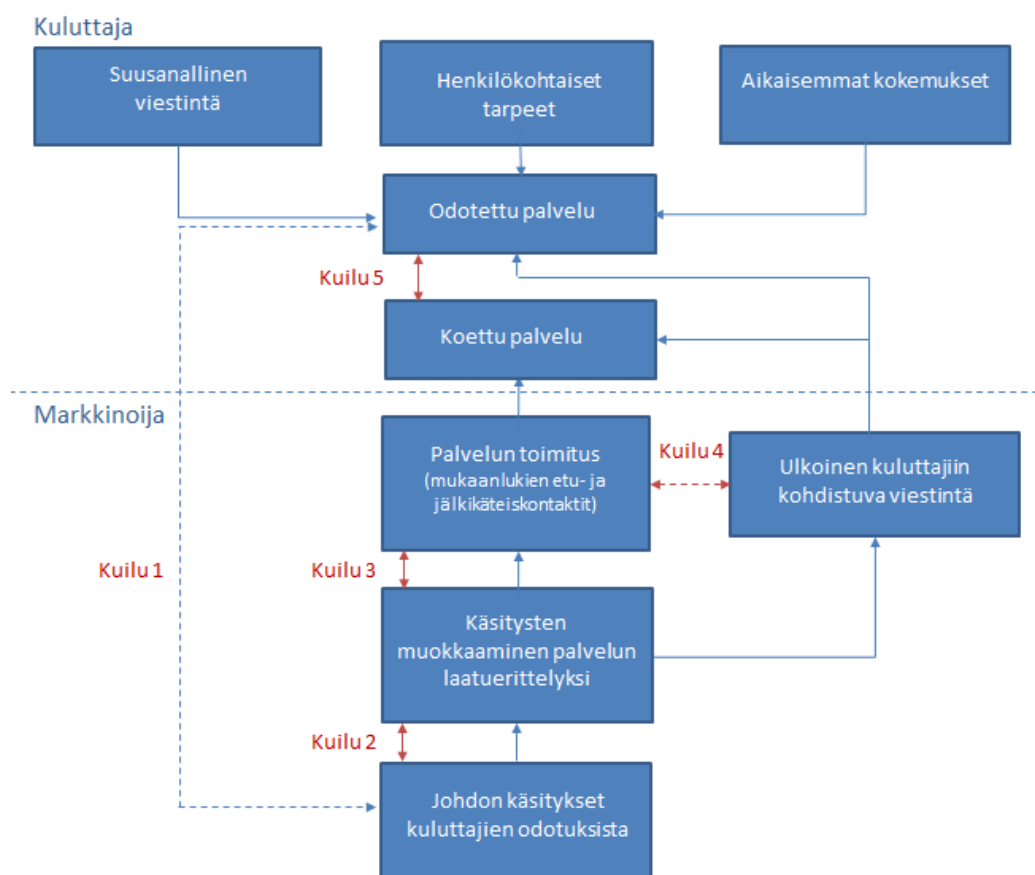 Kuluttaja
Suusanallinen
viestintä
Henkilökohtaiset
tarpeet
Aikaisemmat kokemukset
Odotettu palvelu
Kuilu 5
Koettu palvelu
Markkinoija
Palvelun toimitus
(mukaanlukien etu- ja
jälkikäteiskontaktit)
Kuilu 4
Ulkoinen kuluttajiin
kohdistuva viestintä
Kuilu 1
Kuilu 3
Käsitysten
muokkaaminen palvelun
laatuerittelyksi
Kuilu 2
Johdon käsitykset
kuluttajien odotuksista